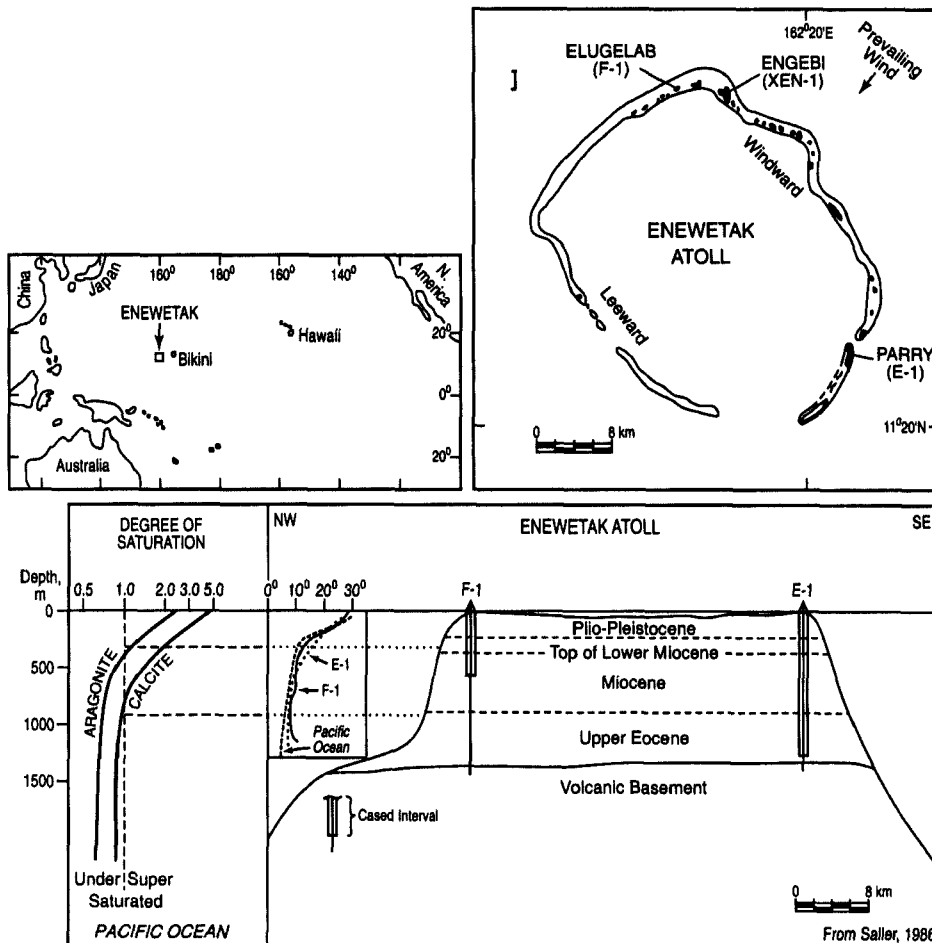 162°20'E
Prevailing
Wind
ELUGELAB
(F-1)
ENGEBI
(XEN-1)
Windward
ENEWETAK
ATOLL
Leeward
PARRY
(E-1)
11°20'N
0 8 km
China
Japan
160° 180° 160° 140°
N.
America
ENEWETAK
Bikini
Hawaii
20°
0°
20°
Australia
DEGREE OF
SATURATION
NW
ENEWETAK ATOLL
SE
Depth,
m
0.5 1.0 2.0 3.0 5.0
0° 10° 20° 30°
F-1
E-1
0
500
1000
1500
ARAGONITE
CALCITE
E-1
F-1
Pacific
Ocean
Plio-Pleistocene
Top of Lower Miocene
Miocene
Upper Eocene
Volcanic Basement
Cased Interval
Under Super
Saturated
PACIFIC OCEAN
0 8 km
From Saller, 1986